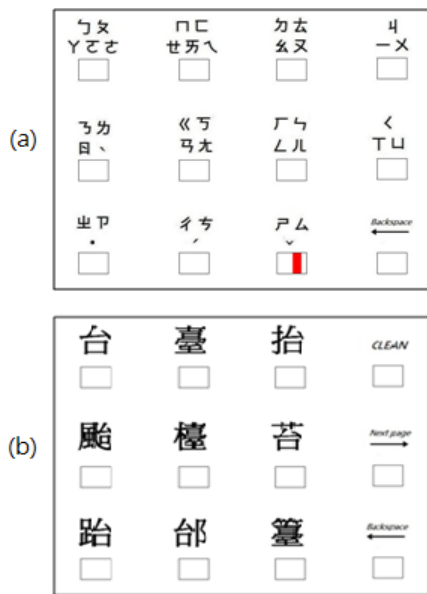 (a)
ㄅㄆ ㄇㄈ ㄉㄊ ㄐ
ㄚㄛㄜ ㄝㄞㄟ ㄠㄡ ㄧㄨ
ㄋㄌ ㄍㄎ ㄏㄣ ㄑ
ㄖˋ ㄢㄤ ㄥㄦ ㄒㄩ
ㄓㄗ ㄔㄘ ㄕㄙ Backspace
˙ ˊ ˇ
(b)
台 臺 抬 CLEAN
颱 檯 苔 Next page
跆 邰 籉 Backspace